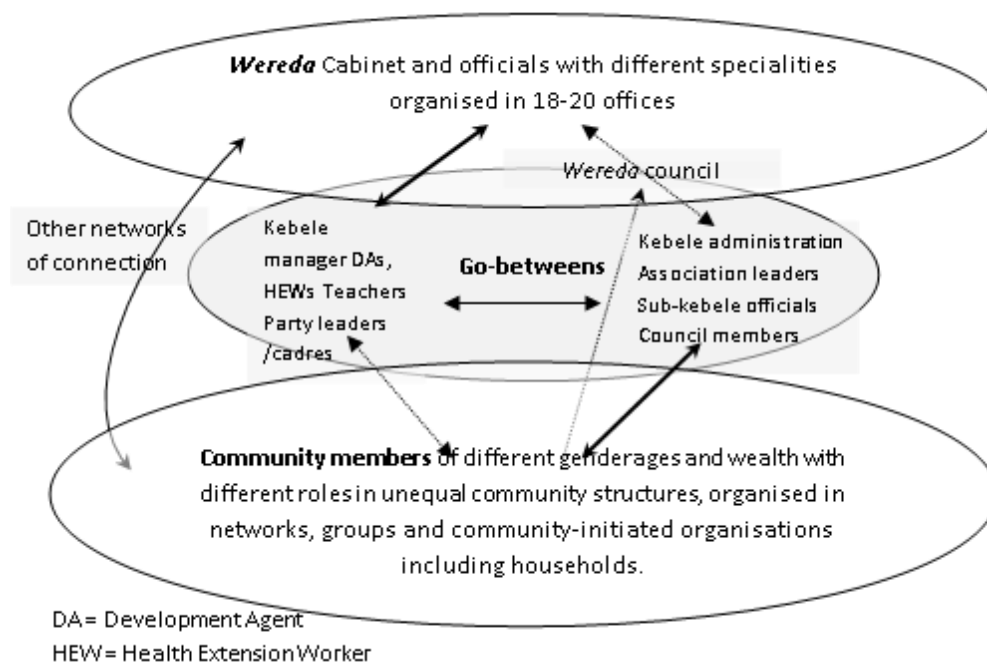 Wereda Cabinet and officials with different specialities
organised in 18-20 offices
Wereda council
Other networks
of connection
Kebele
manager DAs,
HEWs Teachers
Party leaders
/cadres
Go-betweens
Kebele administration
Association leaders
Sub-kebele officials
Council members
Community members of different genderages and wealth with
different roles in unequal community structures, organised in
networks, groups and community-initiated organisations
including households.
DA= Development Agent
HEW= Health Extension Worker